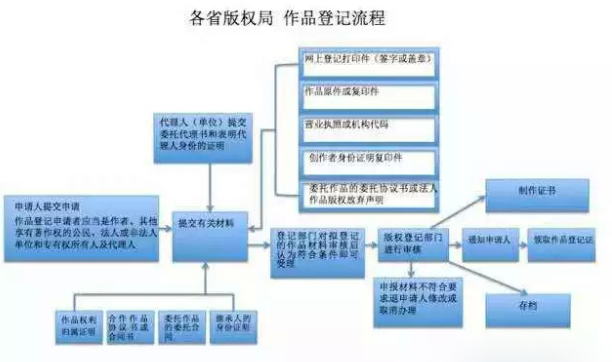 各省版权局 作品登记流程
网上登记打印件（签字或盖章）
作品原件或复印件
营业执照或机构代码
创作者身份证明复印件
委托作品的委托协议书或法人
作品版权放弃声明
代理人（单位）提交
委托代理书和表明代
理人身份的证明
申请人提交申请
作品登记申请者应当是作者、其他
享有著作权的公民、法人或非法人
单位和专有权所有人及代理人
提交有关材料
登记部门对拟登记
的作品材料审核后
认为符合条件即可
受理
版权登记部门
进行审核
制作证书
通知申请人
领取作品登记证
存档
申报材料不符合要
求退申请人修改或
取消办理
作品权利
归属证明
合作作品
协议书或
合同书
委托作品
的委托合
同
继承人的
身份证明